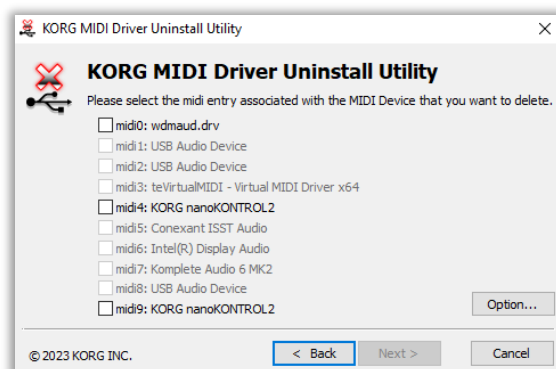 KORG MIDI Driver Uninstall Utility
KORG MIDI Driver Uninstall Utility
Please select the midi entry associated with the MIDI Device that you want to delete.
midi0: wdmaud.drv
midi1: USB Audio Device
midi2: USB Audio Device
midi3: teVirtualMIDI - Virtual MIDI Driver x64
midi4: KORG nanoKONTROL2
midi5: Conexant ISST Audio
midi6: Intel(R) Display Audio
midi7: Komplete Audio 6 MK2
midi8: USB Audio Device
midi9: KORG nanoKONTROL2
Option...
© 2023 KORG INC.
< Back
Next >
Cancel